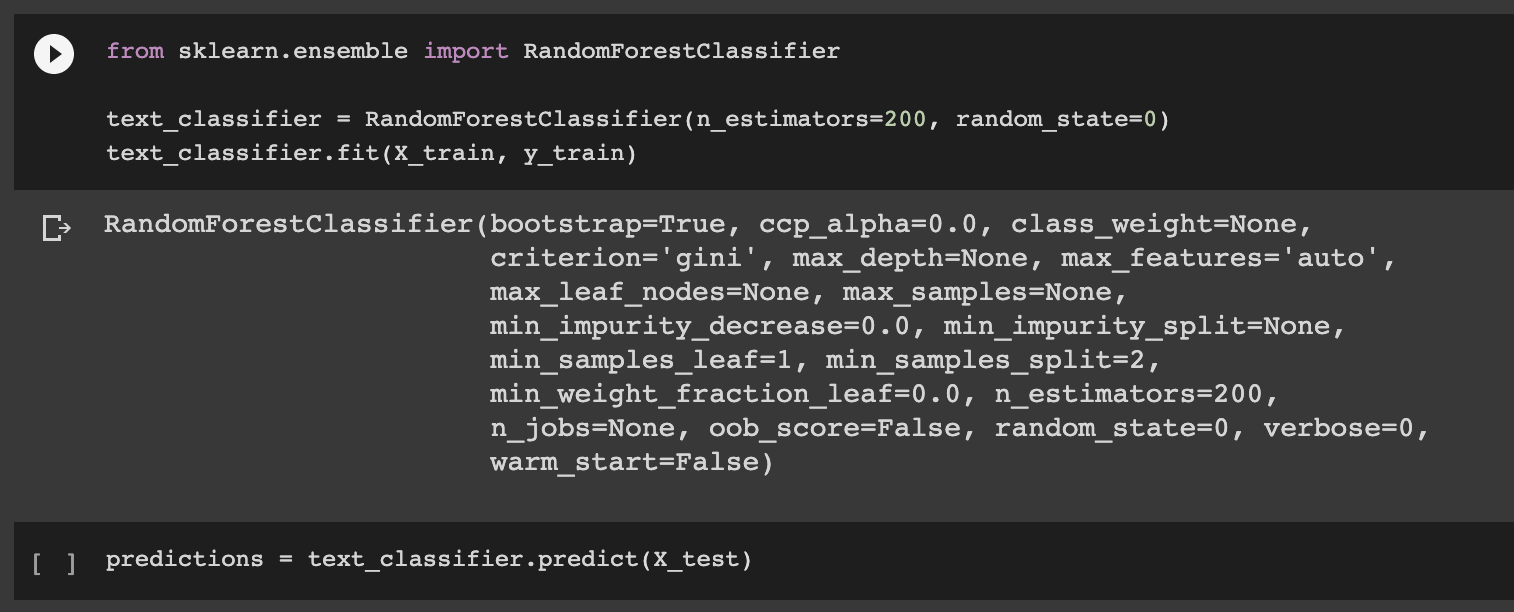 from sklearn.ensemble import RandomForestClassifier
text_classifier = RandomForestClassifier(n_estimators=200, random_state=0)
text_classifier.fit(X_train, y_train)
RandomForestClassifier(bootstrap=True, ccp_alpha=0.0, class_weight=None,
criterion='gini', max_depth=None, max_features='auto',
max_leaf_nodes=None, max_samples=None,
min_impurity_decrease=0.0, min_impurity_split=None,
min_samples_leaf=1, min_samples_split=2,
min_weight_fraction_leaf=0.0, n_estimators=200,
n_jobs=None, oob_score=False, random_state=0, verbose=0,
warm_start=False)
[ ] predictions = text_classifier.predict(X_test)